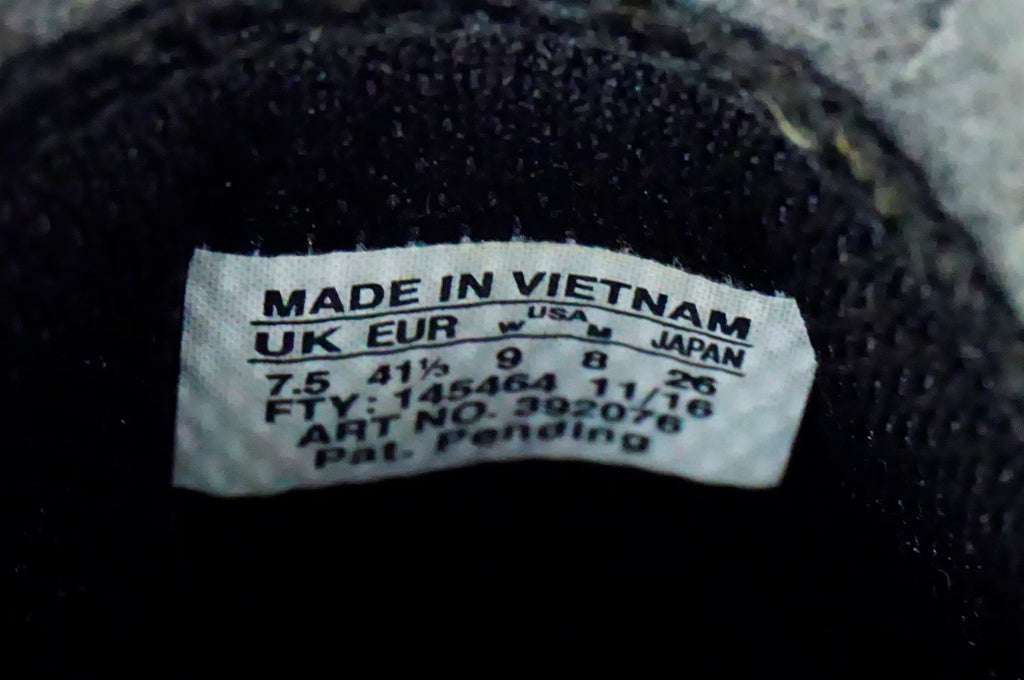 MADE IN VIETNAM
UK EUR W USA M JAPAN
7.5 41⅓ 9 8 26
FTY: 145464 11/16
ART NO. 392076
Pat. Pending